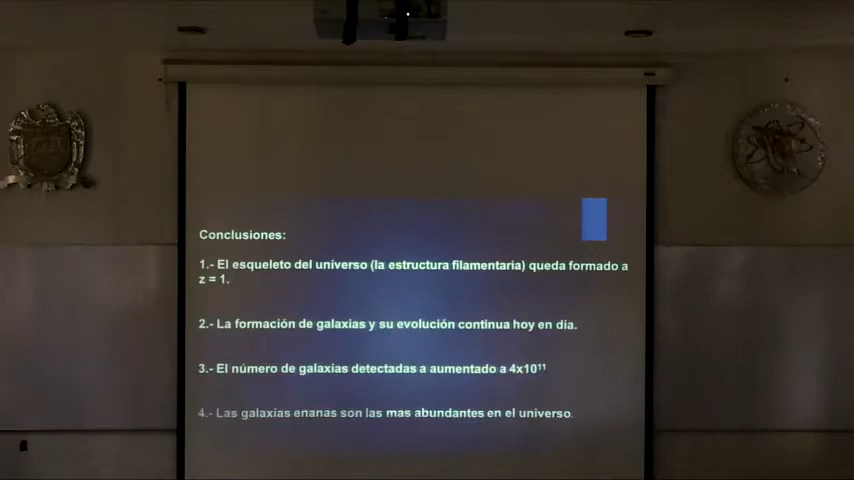 Conclusiones:
1.- El esqueleto del universo (la estructura filamentaria) queda formado a
z = 1.
2.- La formación de galaxias y su evolución continua hoy en día.
3.- El número de galaxias detectadas a aumentado a 4x10¹¹
4.- Las galaxias enanas son las mas abundantes en el universo.